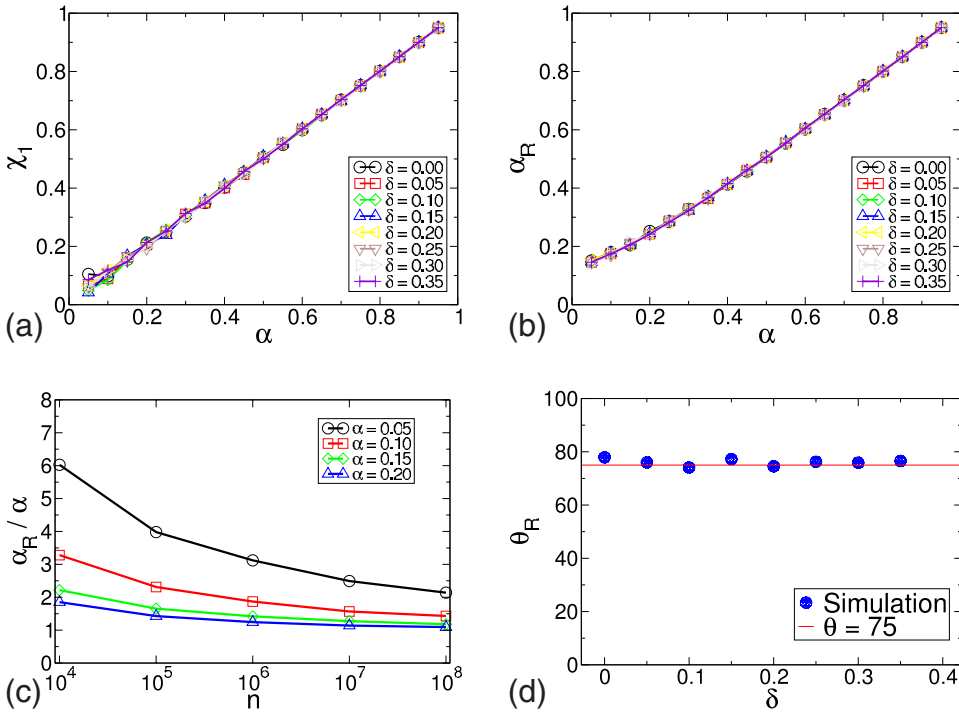 1
0.8
0.6
0.4
0.2
0
χ1
0
0.2
0.4
0.6
0.8
1
α
δ = 0.00
δ = 0.05
δ = 0.10
δ = 0.15
δ = 0.20
δ = 0.25
δ = 0.30
δ = 0.35
(a)
1
0.8
0.6
0.4
0.2
0
αR
0
0.2
0.4
0.6
0.8
α
δ = 0.00
δ = 0.05
δ = 0.10
δ = 0.15
δ = 0.20
δ = 0.25
δ = 0.30
δ = 0.35
(b)
8
7
6
5
4
3
2
1
0
αR / α
10^4
10^5
10^6
10^7
10^8
n
α = 0.05
α = 0.10
α = 0.15
α = 0.20
(c)
100
80
60
40
20
0
θR
0
0.1
0.2
0.3
0.4
δ
Simulation
θ = 75
(d)